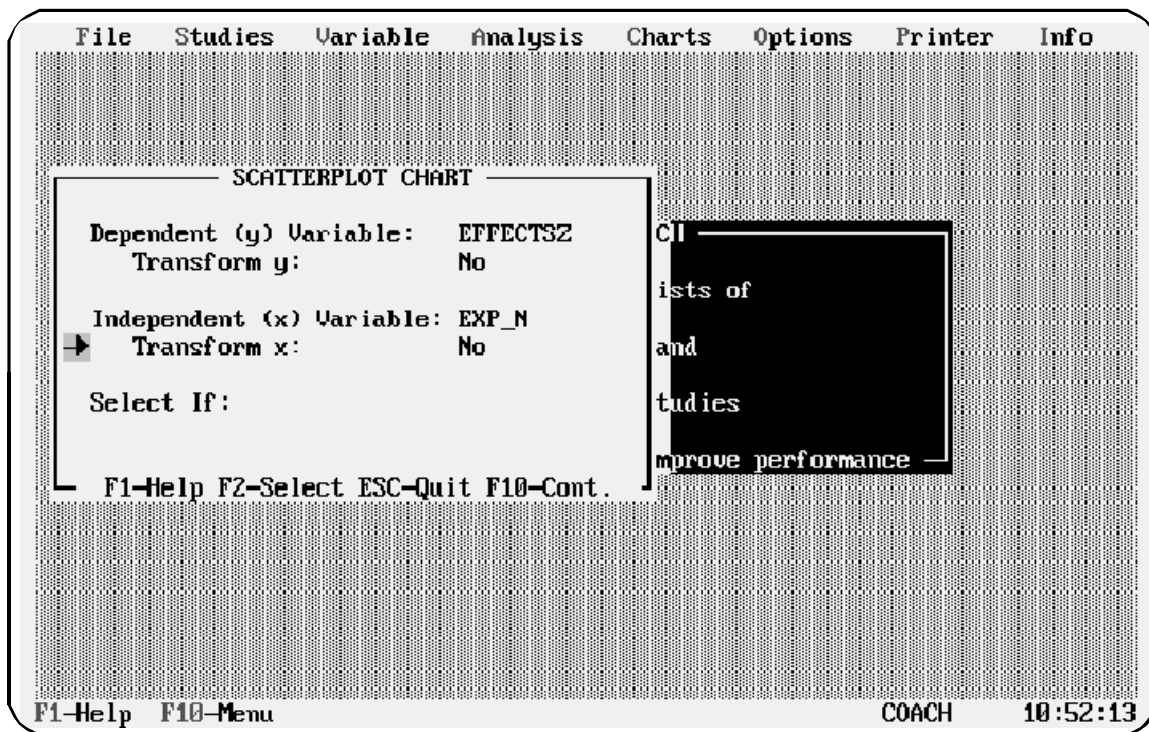 File Studies Variable Analysis Charts Options Printer Info
SCATTERPLOT CHART
Dependent (y) Variable: EFFECTSZ
Transform y: No
Independent (x) Variable: EXP_N
Transform x: No
Select If:
F1-Help F2-Select ESC-Quit F10-Cont.
ists of
and
tudies
mprove performance
F1-Help F10-Menu COACH 10:52:13